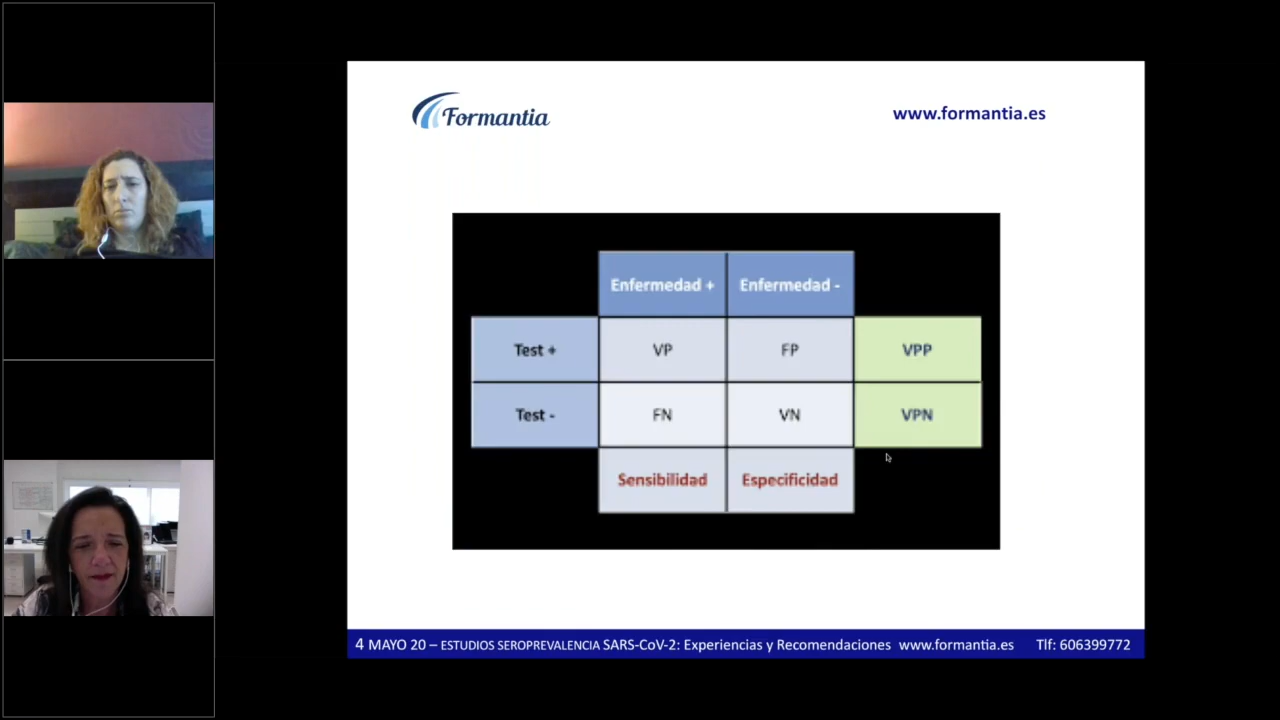 Formantia
www.formantia.es
Enfermedad + Enfermedad -
Test + VP FP VPP
Test - FN VN VPN
Sensibilidad Especificidad
4 MAYO 20 – ESTUDIOS SEROPREVALENCIA SARS-CoV-2: Experiencias y Recomendaciones www.formantia.es Tlf: 606399772